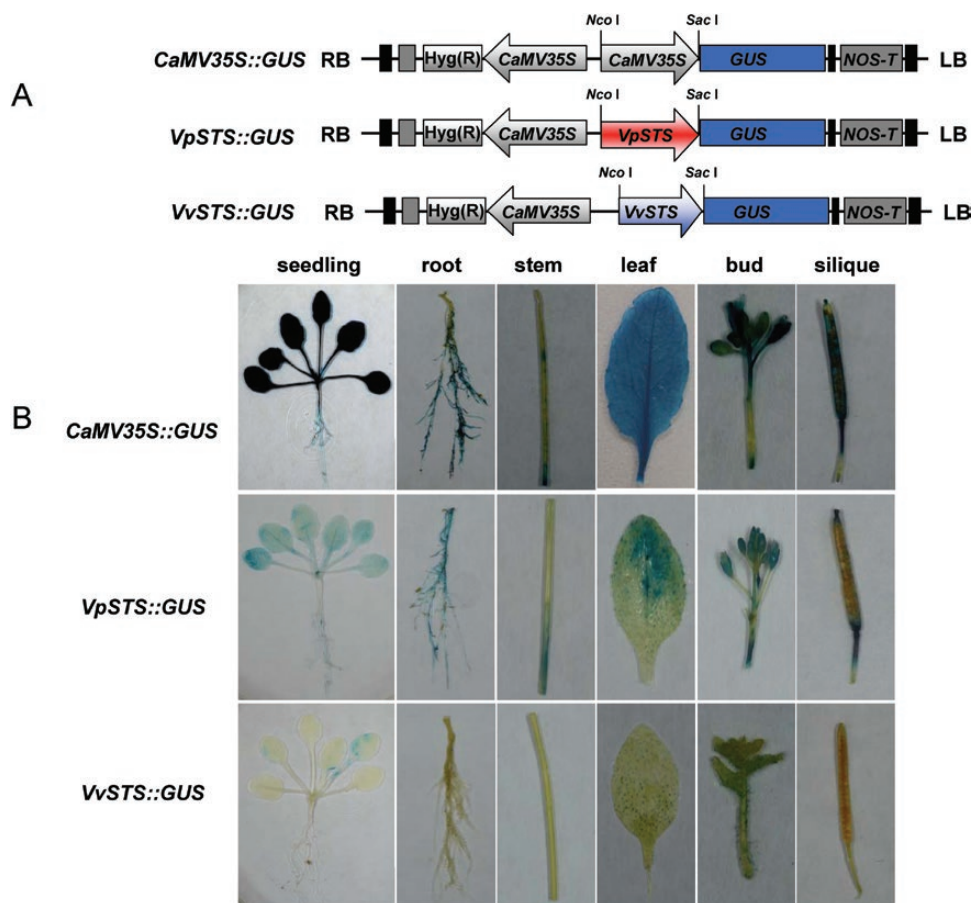 A
Nco I Sac I
CaMV35S::GUS RB Hyg(R) CaMV35S CaMV35S GUS NOS-T LB
Nco I Sac I
VpSTS::GUS RB Hyg(R) CaMV35S VpSTS GUS NOS-T LB
Nco I Sac I
VvSTS::GUS RB Hyg(R) CaMV35S VvSTS GUS NOS-T LB
B
seedling root stem leaf bud silique
CaMV35S::GUS
VpSTS::GUS
VvSTS::GUS